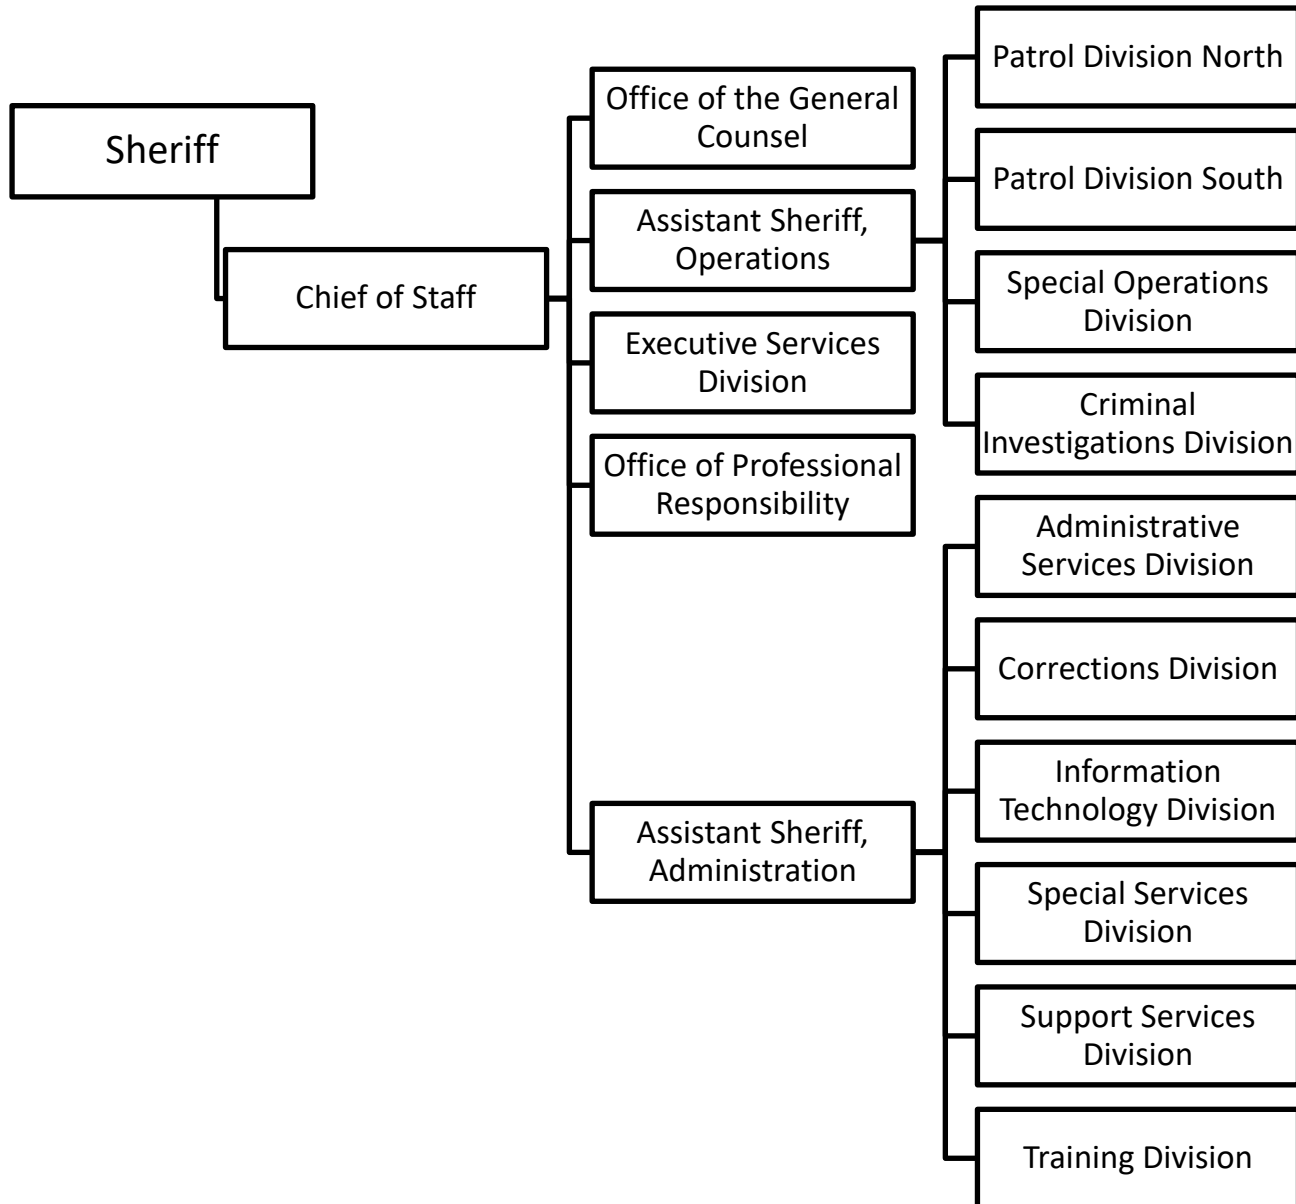 Sheriff
Chief of Staff
Office of the General
Counsel
Assistant Sheriff,
Operations
Executive Services
Division
Office of Professional
Responsibility
Assistant Sheriff,
Administration
Patrol Division North
Patrol Division South
Special Operations
Division
Criminal
Investigations Division
Administrative
Services Division
Corrections Division
Information
Technology Division
Special Services
Division
Support Services
Division
Training Division